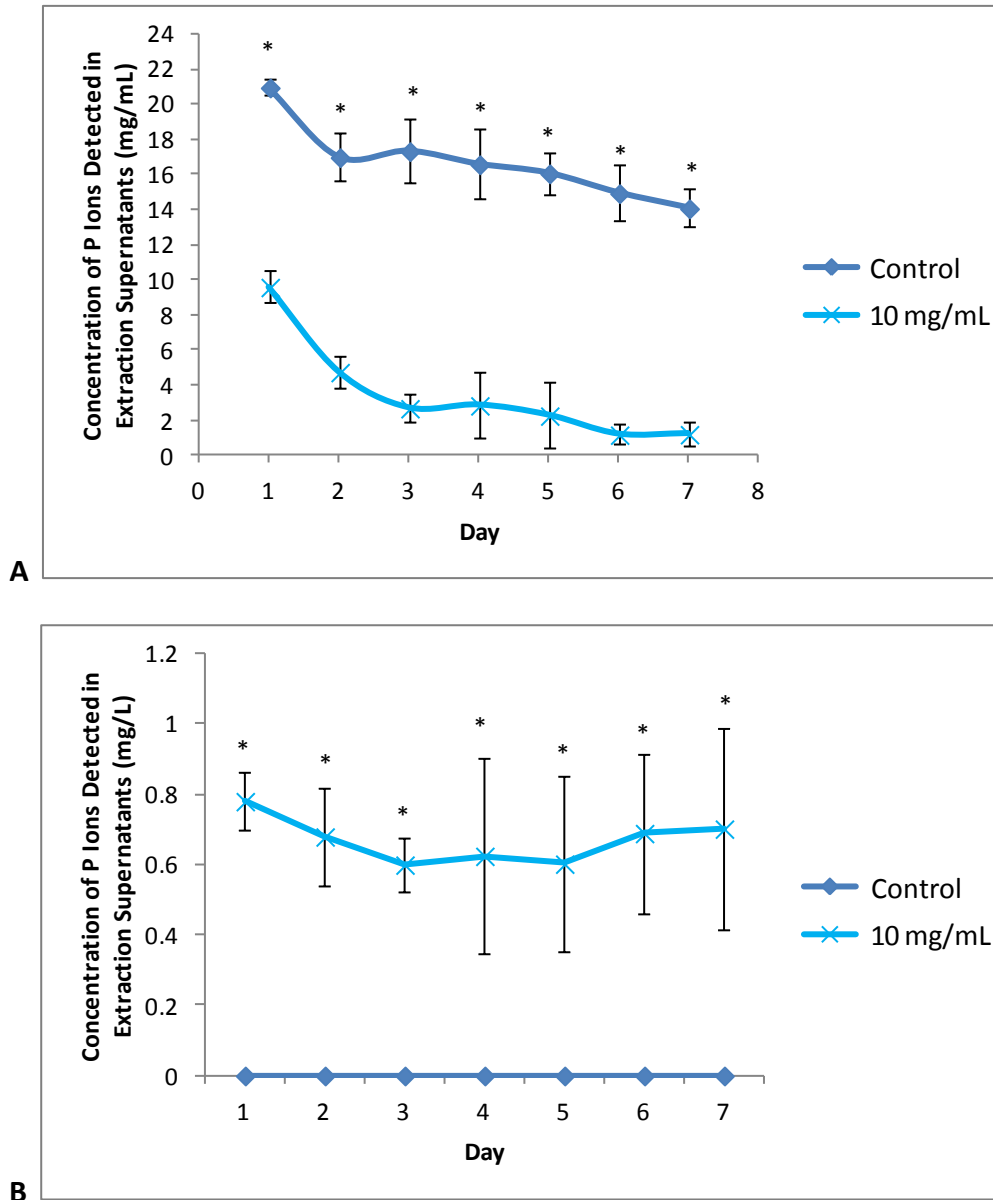 Concentration of P Ions Detected in
Extraction Supernatants (mg/mL)
24
22
20
18
16
14
12
10
8
6
4
2
0
* * * * * * *
0 1 2 3 4 5 6 7 8
Day
Control
10 mg/mL
A
Concentration of P Ions Detected in
Extraction Supernatants (mg/L)
1.2
1
0.8
0.6
0.4
0.2
0
* * * * * * *
1 2 3 4 5 6 7
Day
Control
10 mg/mL
B